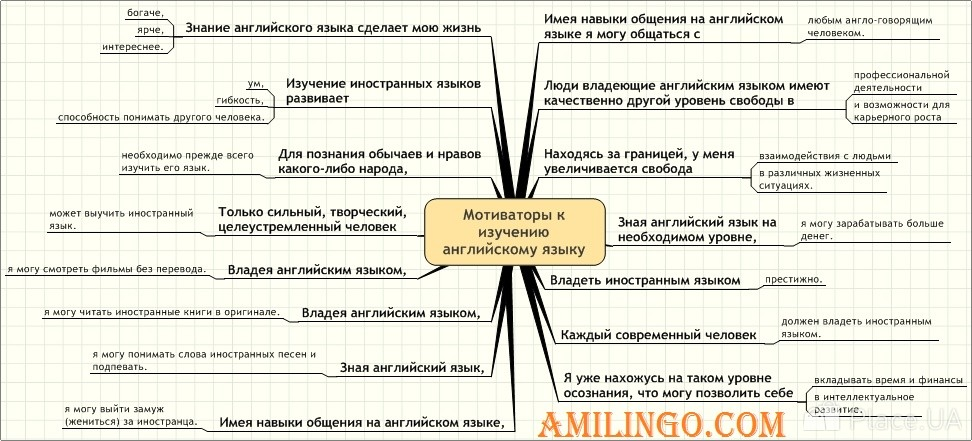 Мотиваторы к
изучению
английскому языку
Знание английского языка сделает мою жизнь
богаче,
ярче,
интереснее.
Изучение иностранных языков
развивает
ум,
гибкость,
способность понимать другого человека.
Для познания обычаев и нравов
какого-либо народа,
необходимо прежде всего
изучить его язык.
Только сильный, творческий,
целеустремленный человек
может выучить иностранный
язык.
Владея английским языком,
я могу смотреть фильмы без перевода.
Владея английским языком,
я могу читать иностранные книги в оригинале.
Зная английский язык,
я могу понимать слова иностранных песен и
подпевать.
Имея навыки общения на английском языке,
я могу выйти замуж
(жениться) за иностранца.
Имея навыки общения на английском
языке я могу общаться с
любым англо-говорящим
человеком.
Люди владеющие английским языком имеют
качественно другой уровень свободы в
профессиональной
деятельности
и возможности для
карьерного роста
Находясь за границей, у меня
увеличивается свобода
взаимодействия с людьми
в различных жизненных
ситуациях.
Зная английский язык на
необходимом уровне,
я могу зарабатывать больше
денег.
Владеть иностранным языком
престижно.
Каждый современный человек
должен владеть иностранным
языком.
Я уже нахожусь на таком уровне
осознания, что могу позволить себе
вкладывать время и финансы
в интеллектуальное
развитие.
AMILINGO.COM
Place.UA